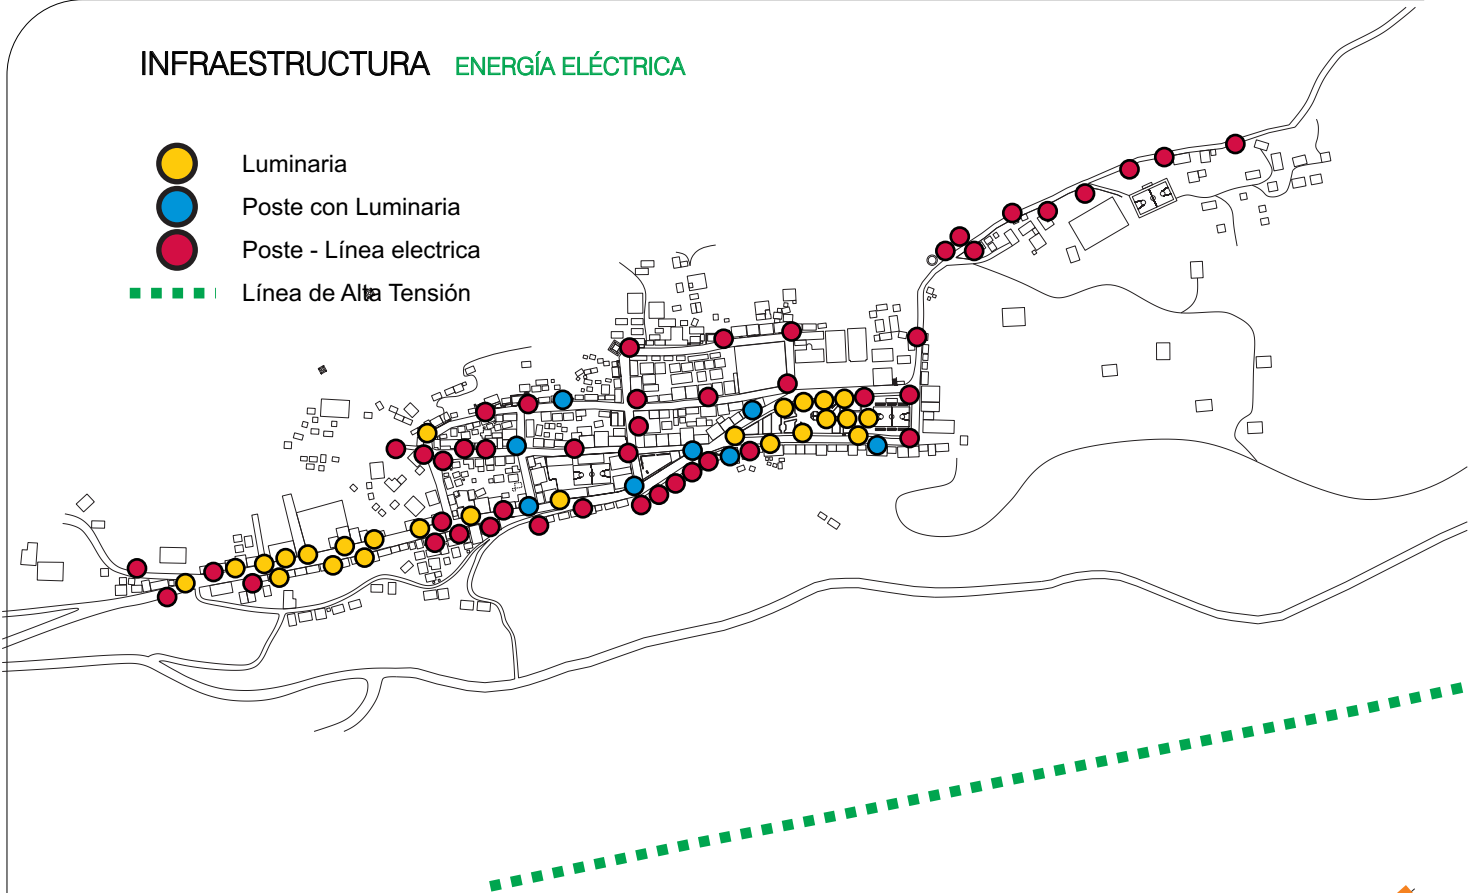 INFRAESTRUCTURA ENERGÍA ELÉCTRICA
Luminaria
Poste con Luminaria
Poste - Línea electrica
Línea de Alta Tensión